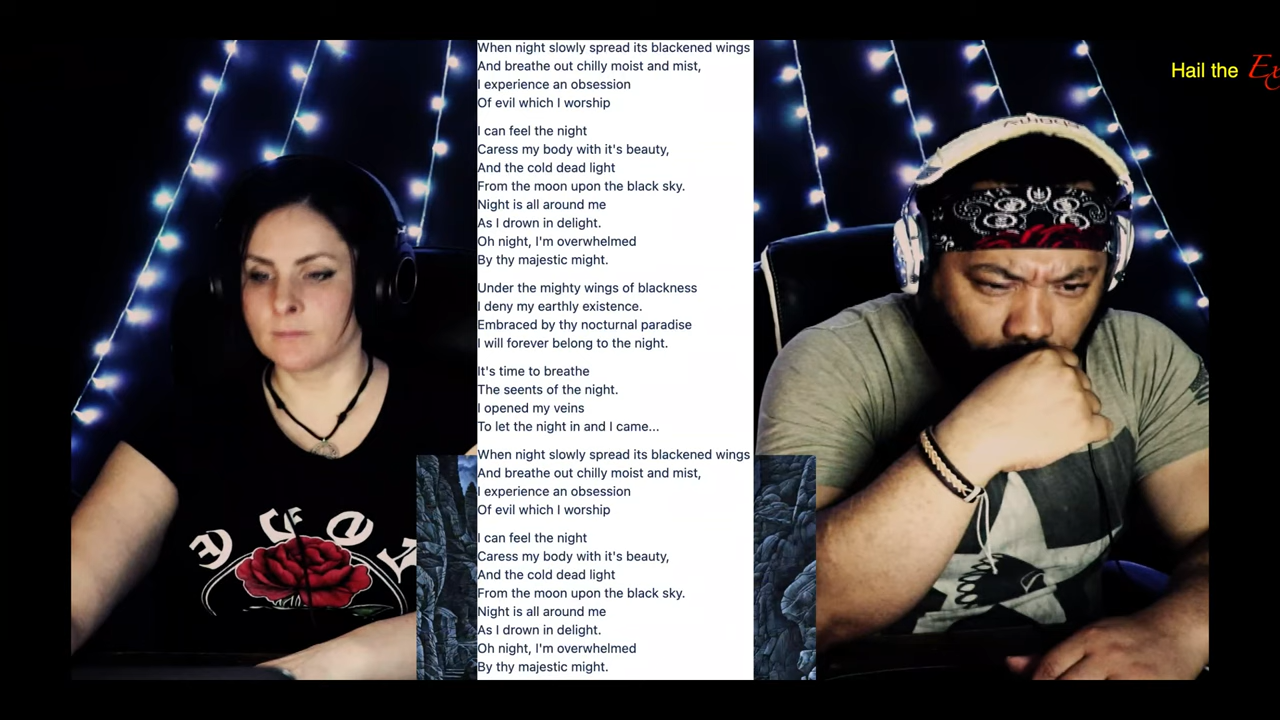 When night slowly spread its blackened wings
And breathe out chilly moist and mist,
I experience an obsession
Of evil which I worship
I can feel the night
Caress my body with it's beauty,
And the cold dead light
From the moon upon the black sky.
Night is all around me
As I drown in delight.
Oh night, I'm overwhelmed
By thy majestic might.
Under the mighty wings of blackness
I deny my earthly existence.
Embraced by thy nocturnal paradise
I will forever belong to the night.
It's time to breathe
The seents of the night.
I opened my veins
To let the night in and I came...
When night slowly spread its blackened wings
And breathe out chilly moist and mist,
I experience an obsession
Of evil which I worship
I can feel the night
Caress my body with it's beauty,
And the cold dead light
From the moon upon the black sky.
Night is all around me
As I drown in delight.
Oh night, I'm overwhelmed
By thy majestic might.
Hail the Ex